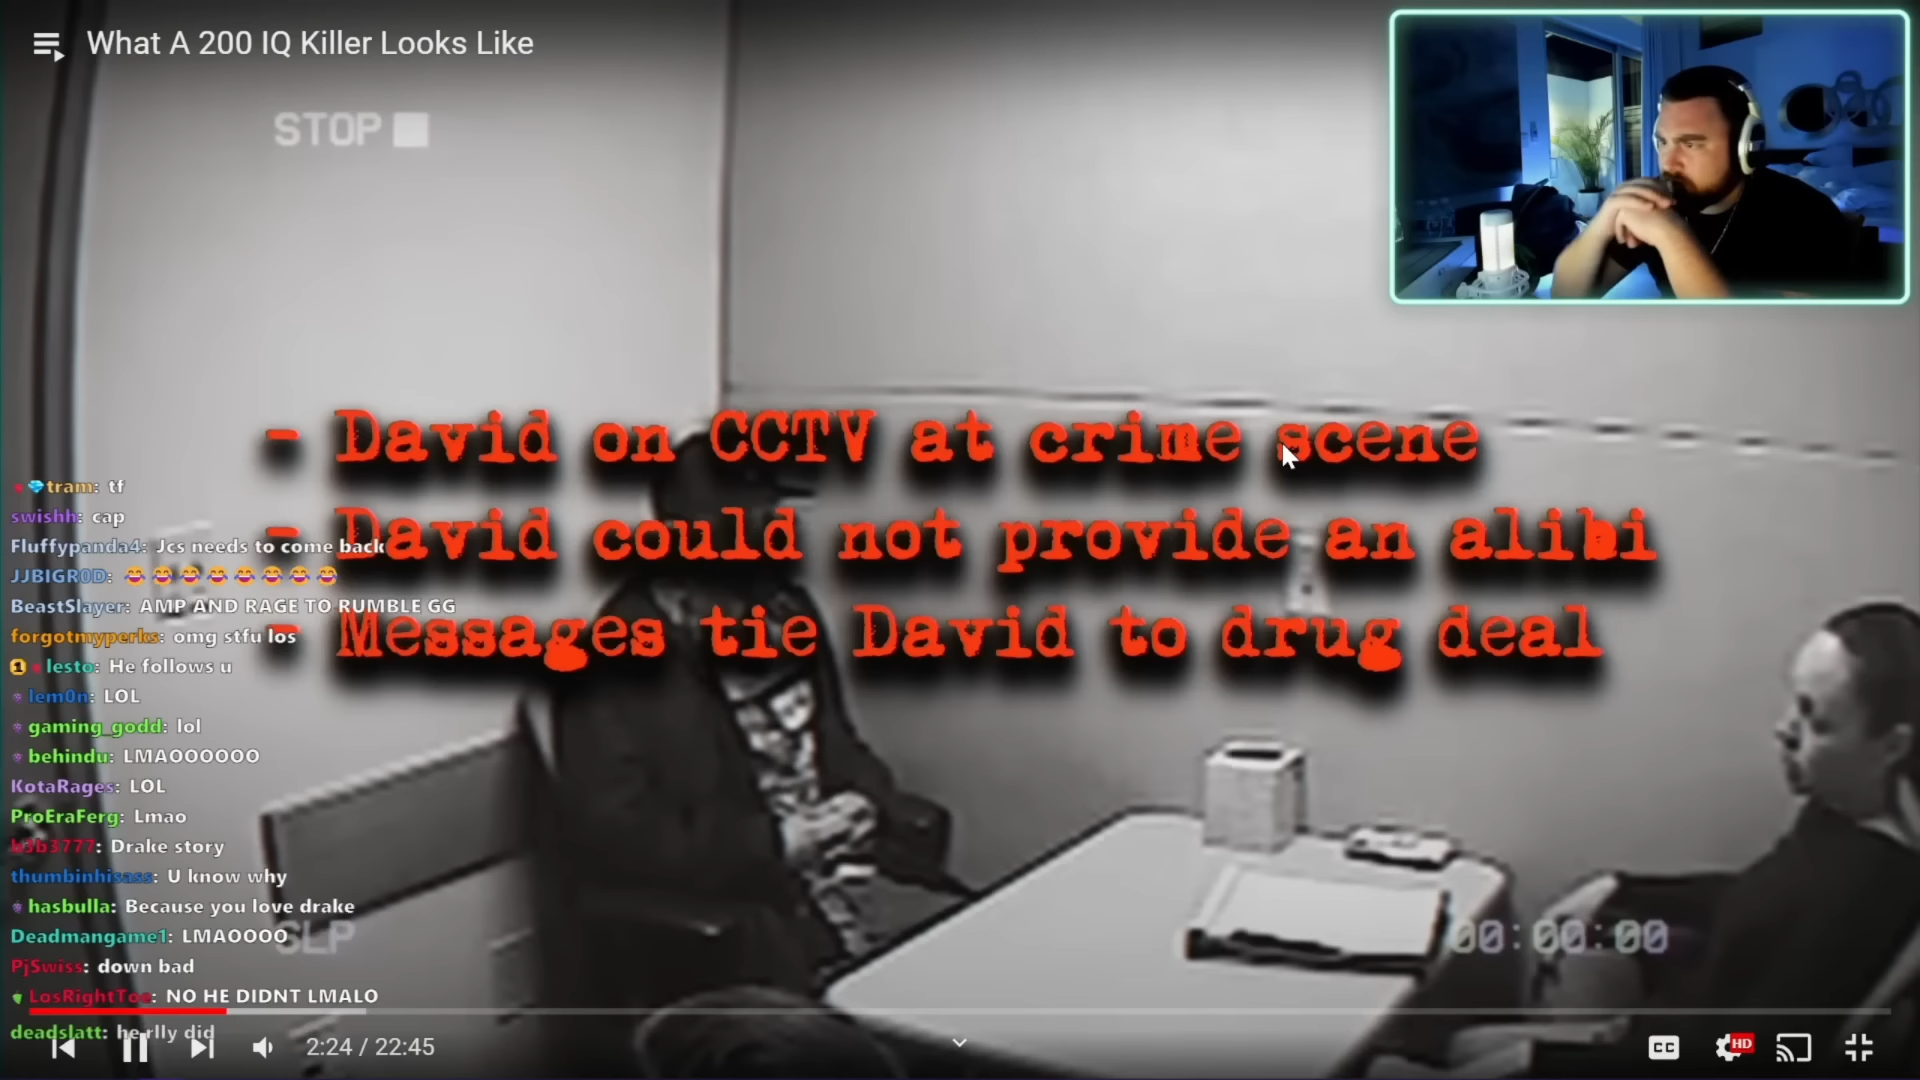 What A 200 IQ Killer Looks Like
STOP
- David on CCTV at crime scene
- David could not provide an alibi
- Messages tie David to drug deal
tram: tf
swishh: cap
Fluffypanda4: Jcs needs to come back
JJBIGR0D: 😂😂😂😂😂😂😂😂
BeastSlayer: AMP AND RAGE TO RUMBLE GG
forgotmyperks: omg stfu los
1 lesto: He follows u
lem0n: LOL
gaming_godd: lol
behindu: LMAOOOOOO
KotaRages: LOL
ProEraFerg: Lmao
Drake story
thumbinhisass: U know why
hasbulla: Because you love drake
Deadmangame1: LMAOOOO
PjSwiss: down bad
LosRightToe: NO HE DIDNT LMALO
deadslatt: he rlly did
SLP
00:00:00
2:24 / 22:45
CC
HD